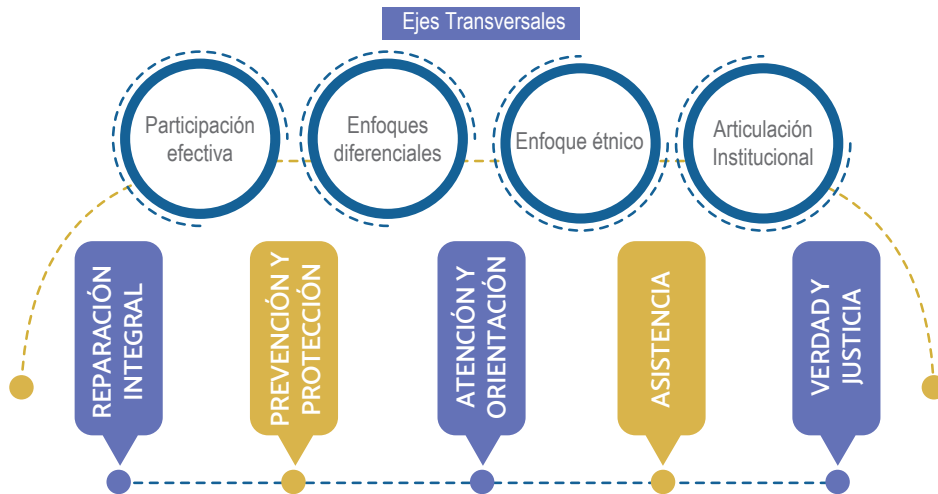 Ejes Transversales
Participación
efectiva
Enfoques
diferenciales
Enfoque étnico
Articulación
Institucional
REPARACIÓN
INTEGRAL
PREVENCIÓN Y
PROTECCIÓN
ATENCIÓN Y
ORIENTACIÓN
ASISTENCIA
VERDAD Y
JUSTICIA